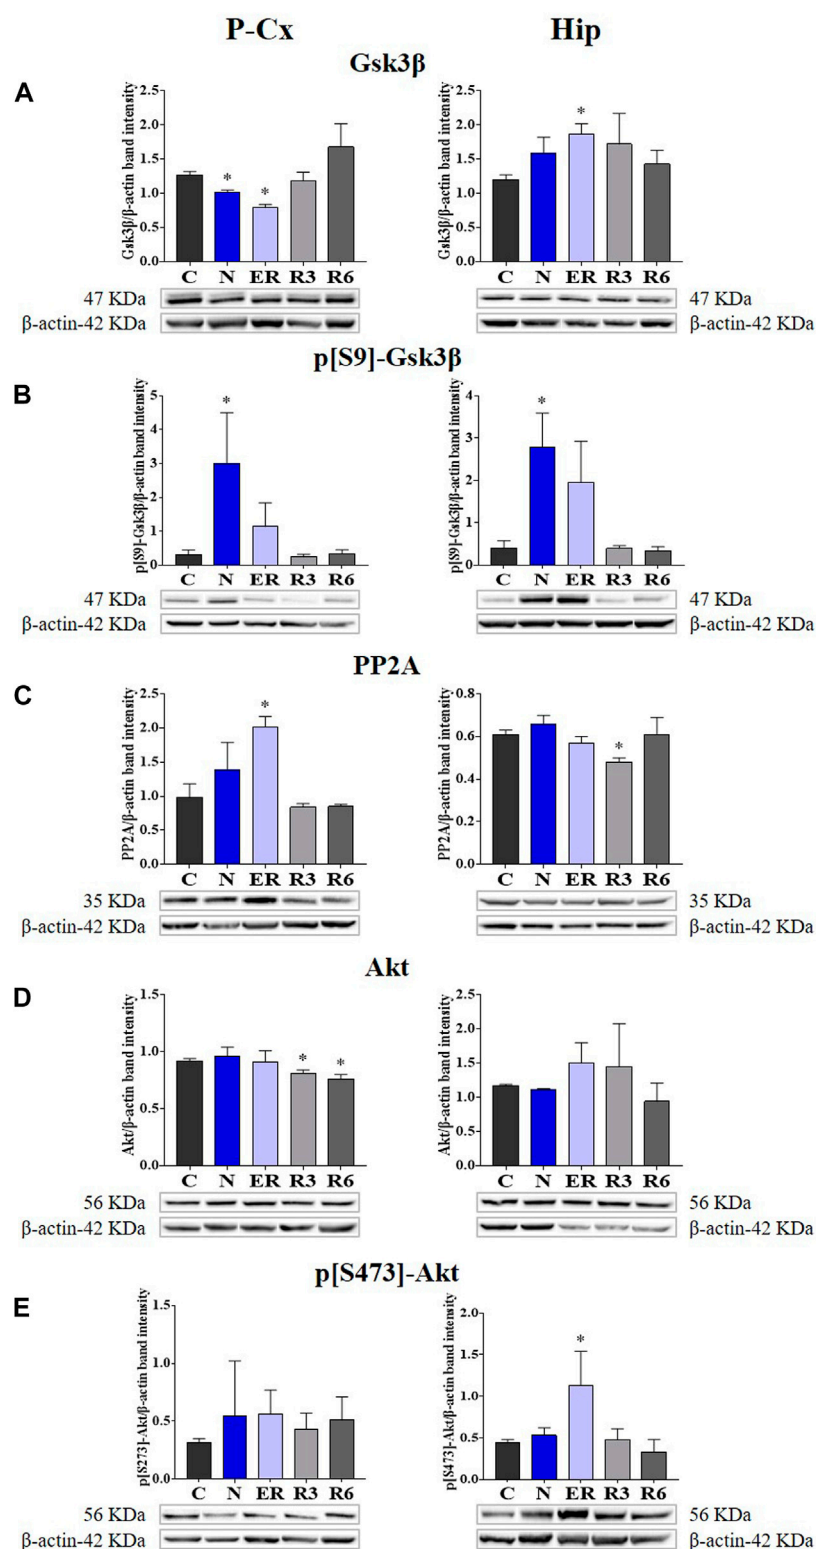 P-Cx Hip
Gsk3β
A
Gsk3β/β-actin band intensity
2.5
2.0
1.5
1.0
0.5
0.0
C N ER R3 R6
* *
47 KDa
β-actin-42 KDa
Gsk3β/β-actin band intensity
2.5
2.0
1.5
1.0
0.5
0.0
C N ER R3 R6
*
47 KDa
β-actin-42 KDa
p[S9]-Gsk3β
B
p[S9]-Gsk3β/β-actin band intensity
5
4
3
2
1
0
C N ER R3 R6
*
47 KDa
β-actin-42 KDa
p[S9]-Gsk3β/β-actin band intensity
4
3
2
1
0
C N ER R3 R6
*
47 KDa
β-actin-42 KDa
PP2A
C
PP2A/β-actin band intensity
2.5
2.0
1.5
1.0
0.5
0.0
C N ER R3 R6
*
35 KDa
β-actin-42 KDa
PP2A/β-actin band intensity
0.8
0.6
0.4
0.2
0.0
C N ER R3 R6
*
35 KDa
β-actin-42 KDa
Akt
D
Akt/β-actin band intensity
1.5
1.0
0.5
0.0
C N ER R3 R6
* *
56 KDa
β-actin-42 KDa
Akt/β-actin band intensity
2.5
2.0
1.5
1.0
0.5
0.0
C N ER R3 R6
56 KDa
β-actin-42 KDa
p[S473]-Akt
E
p[S273]-Akt/β-actin band intensity
1.5
1.0
0.5
0.0
C N ER R3 R6
56 KDa
β-actin-42 KDa
p[S473]-Akt/β-actin band intensity
2.0
1.5
1.0
0.5
0.0
C N ER R3 R6
*
56 KDa
β-actin-42 KDa